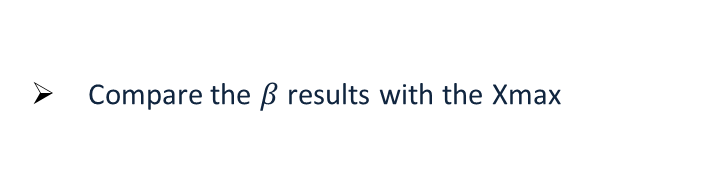 ➢ Compare the 𝛽 results with the Xmax